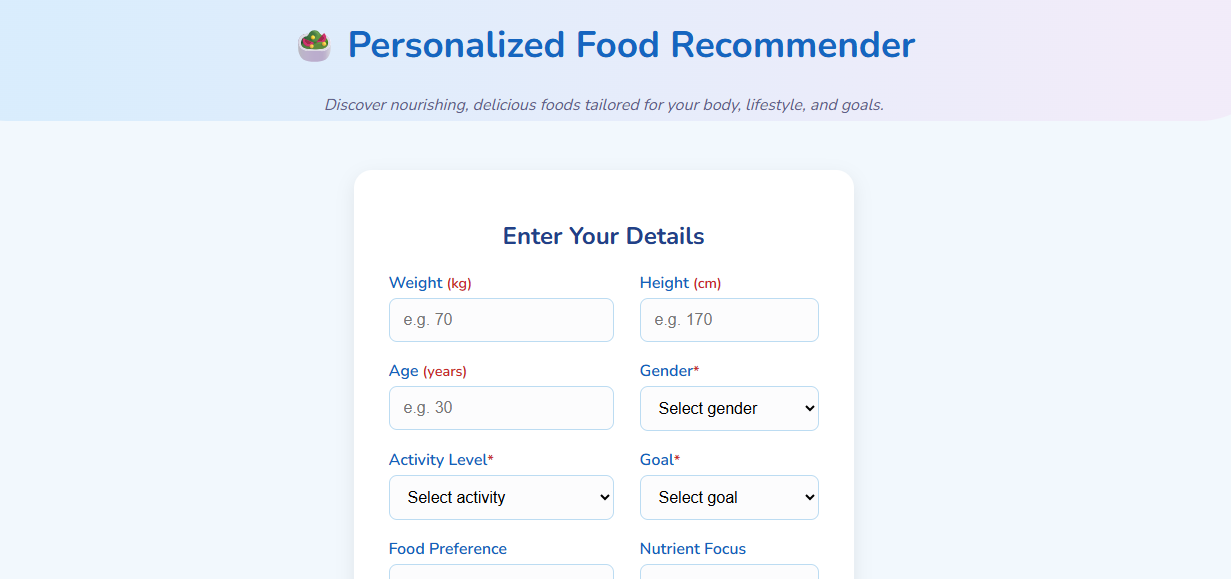 Personalized Food Recommender
Discover nourishing, delicious foods tailored for your body, lifestyle, and goals.
Enter Your Details
Weight (kg) Height (cm)
e.g. 70 e.g. 170
Age (years) Gender*
e.g. 30 Select gender
Activity Level* Goal*
Select activity Select goal
Food Preference Nutrient Focus